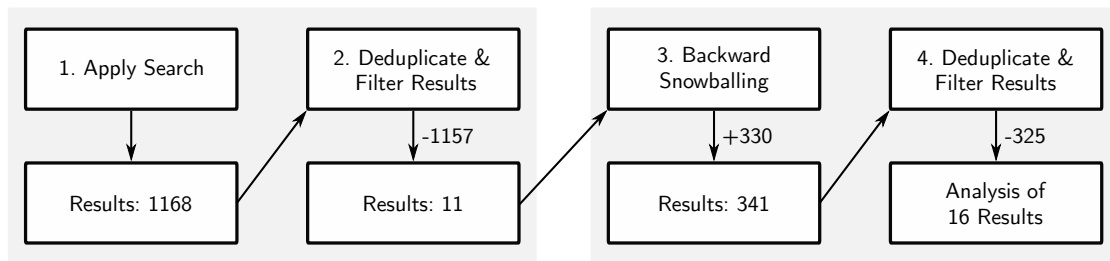 1. Apply Search
Results: 1168
2. Deduplicate &
Filter Results
-1157
Results: 11
3. Backward
Snowballing
+330
Results: 341
4. Deduplicate &
Filter Results
-325
Analysis of
16 Results